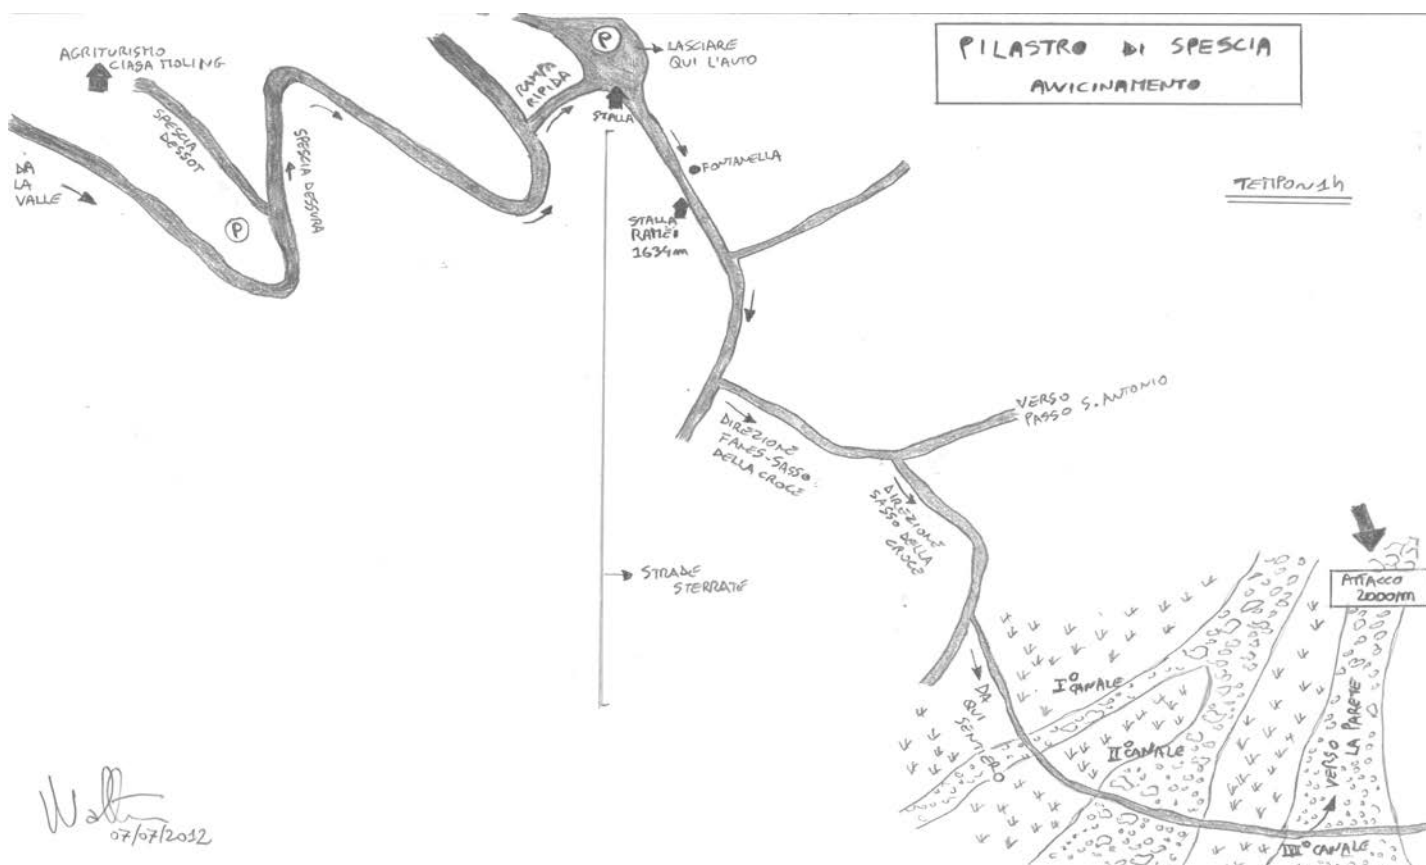 PILASTRO DI SPESCIA
AVVICINAMENTO
TEMPO ~ 1h
AGRITURISMO
CIASA MOLING
SPESCIA
DESSOT
DA
LA
VALLE
P
SPESCIA DESSURA
RAMPA
RIPIDA
P
LASCIARE
QUI L'AUTO
STALLA
FONTANELLA
STALLA
RAMËI
1634m
DIREZIONE
FANES-SASSO
DELLA CROCE
VERSO
PASSO S. ANTONIO
DIREZIONE
SASSO DELLA
CROCE
STRADE
STERRATE
DA
QUI
SENTIERO
I° CANALE
II° CANALE
III° CANALE
VERSO
LA PARETE
ATTACCO
2000m
Walter
07/07/2012